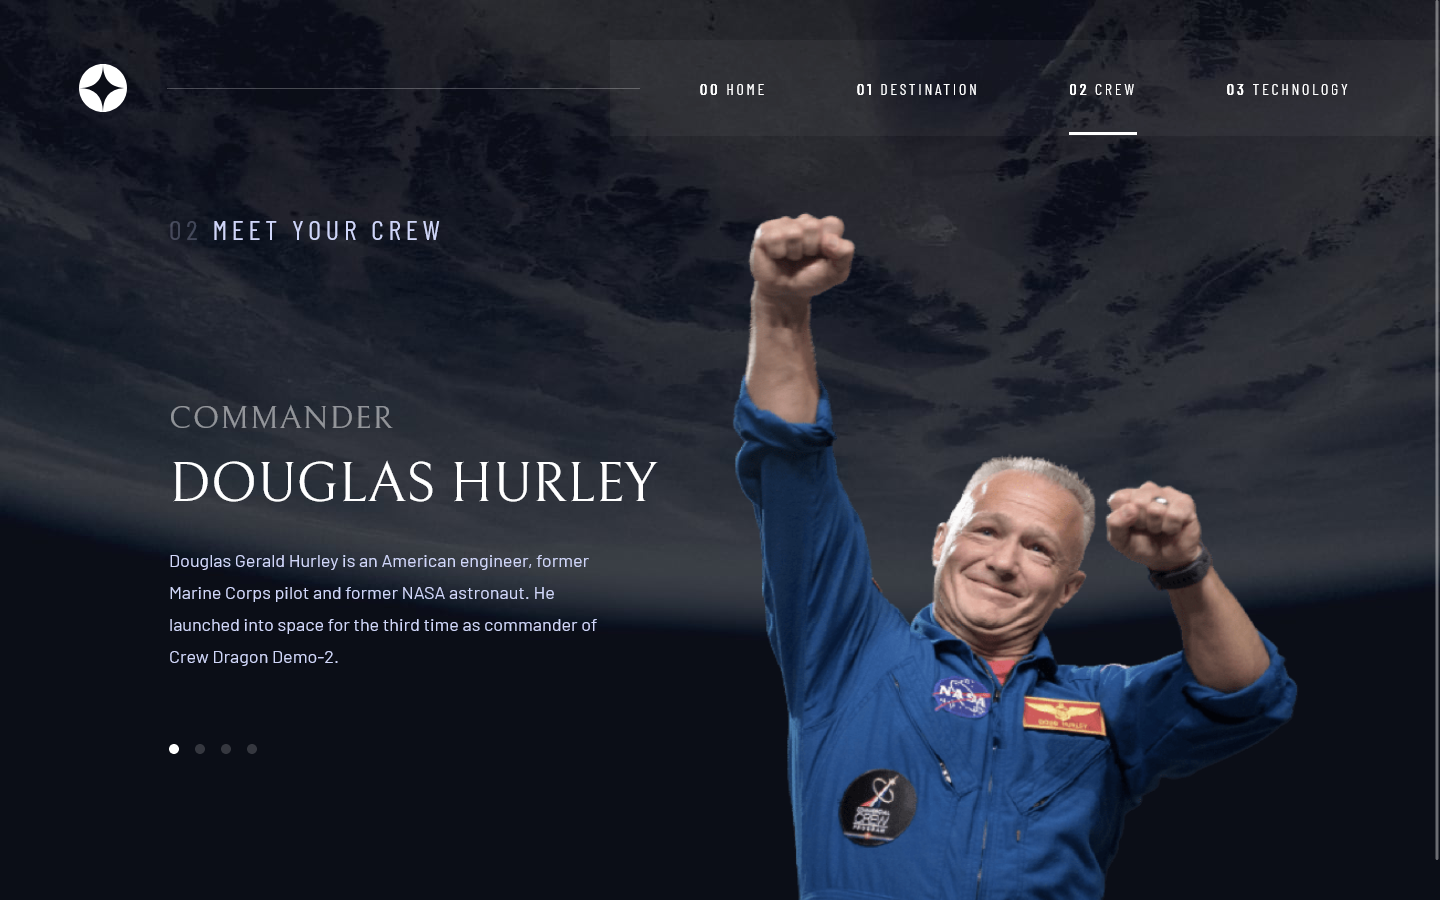 00 HOME
01 DESTINATION
02 CREW
03 TECHNOLOGY
02 MEET YOUR CREW
COMMANDER
DOUGLAS HURLEY
Douglas Gerald Hurley is an American engineer, former
Marine Corps pilot and former NASA astronaut. He
launched into space for the third time as commander of
Crew Dragon Demo-2.
NASA
DOUG HURLEY
COMMERCIAL
CREW
PROGRAM